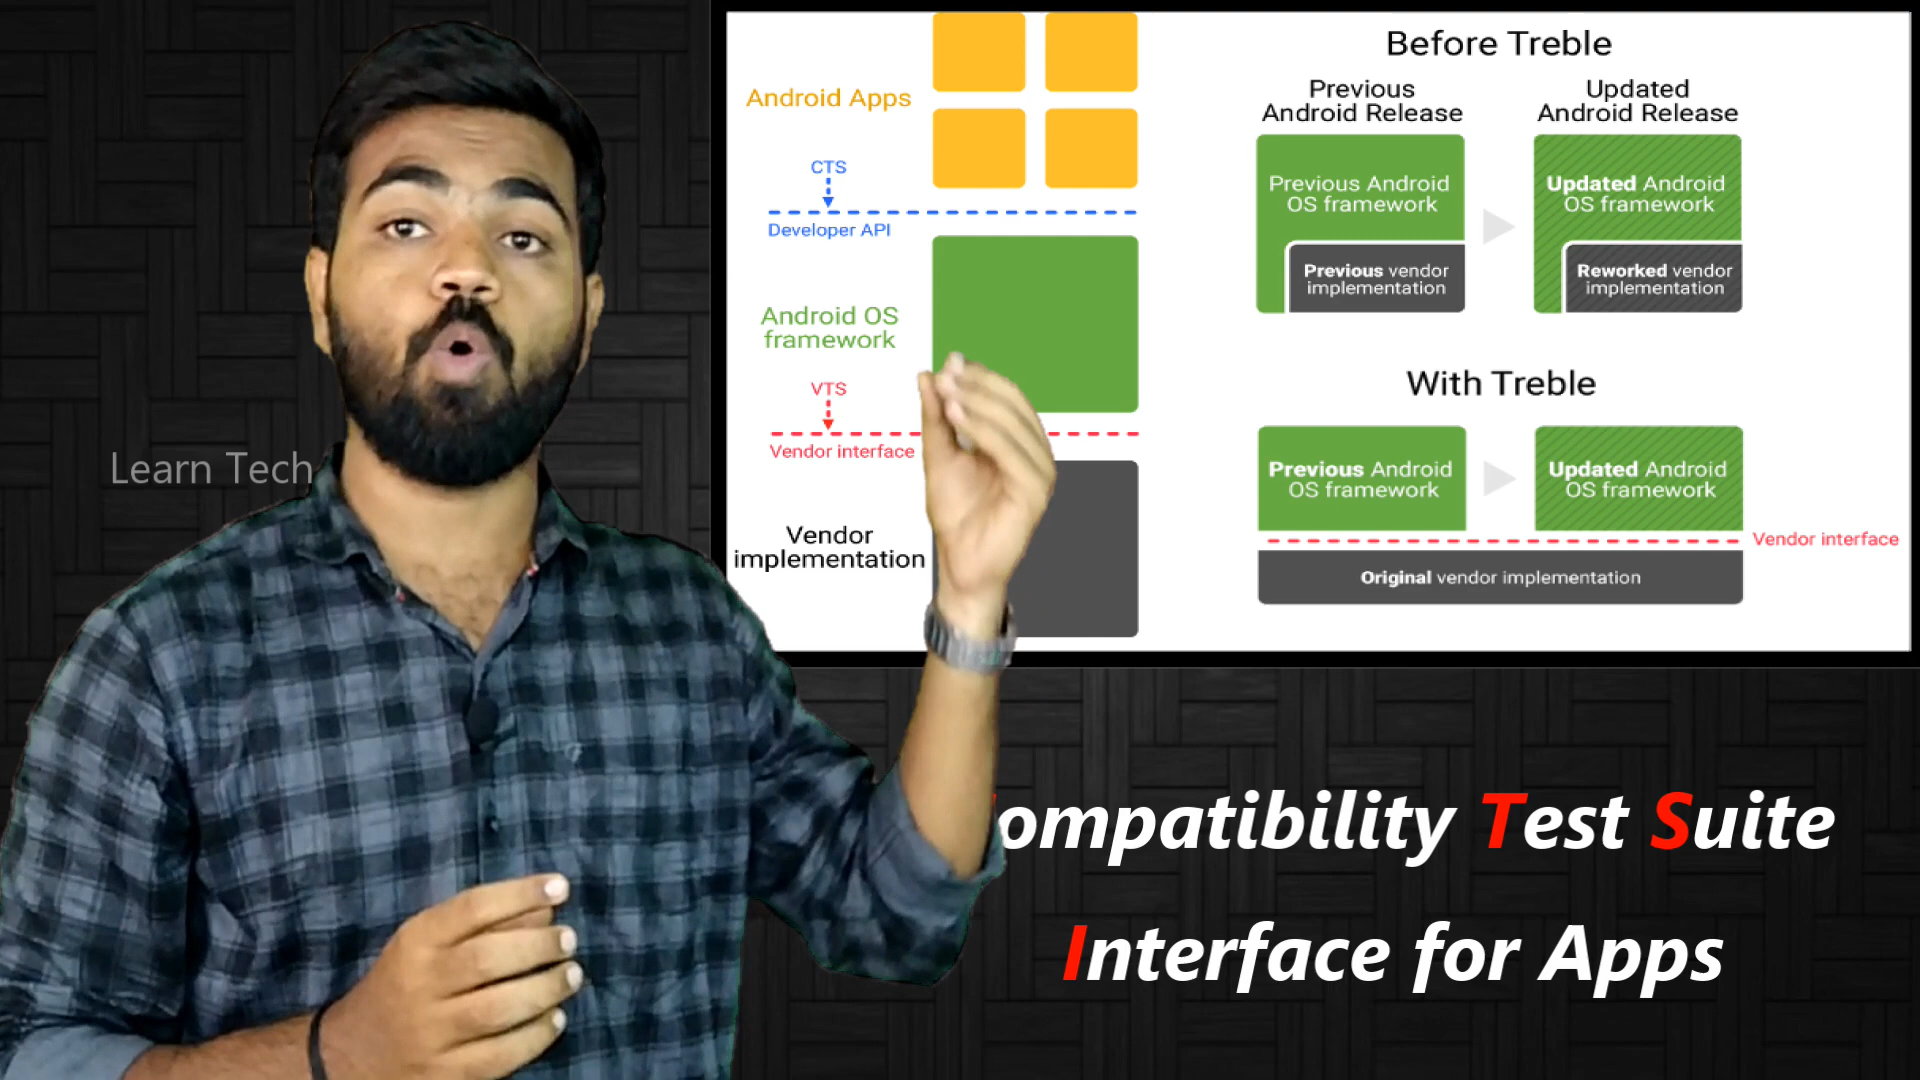 Learn Tech
Android Apps
CTS
Developer API
Android OS
framework
VTS
Vendor interface
Vendor
implementation
Before Treble
Previous
Android Release
Updated
Android Release
Previous Android
OS framework
Previous vendor
implementation
Updated Android
OS framework
Reworked vendor
implementation
With Treble
Previous Android
OS framework
Updated Android
OS framework
Vendor interface
Original vendor implementation
ompatibility Test Suite
Interface for Apps